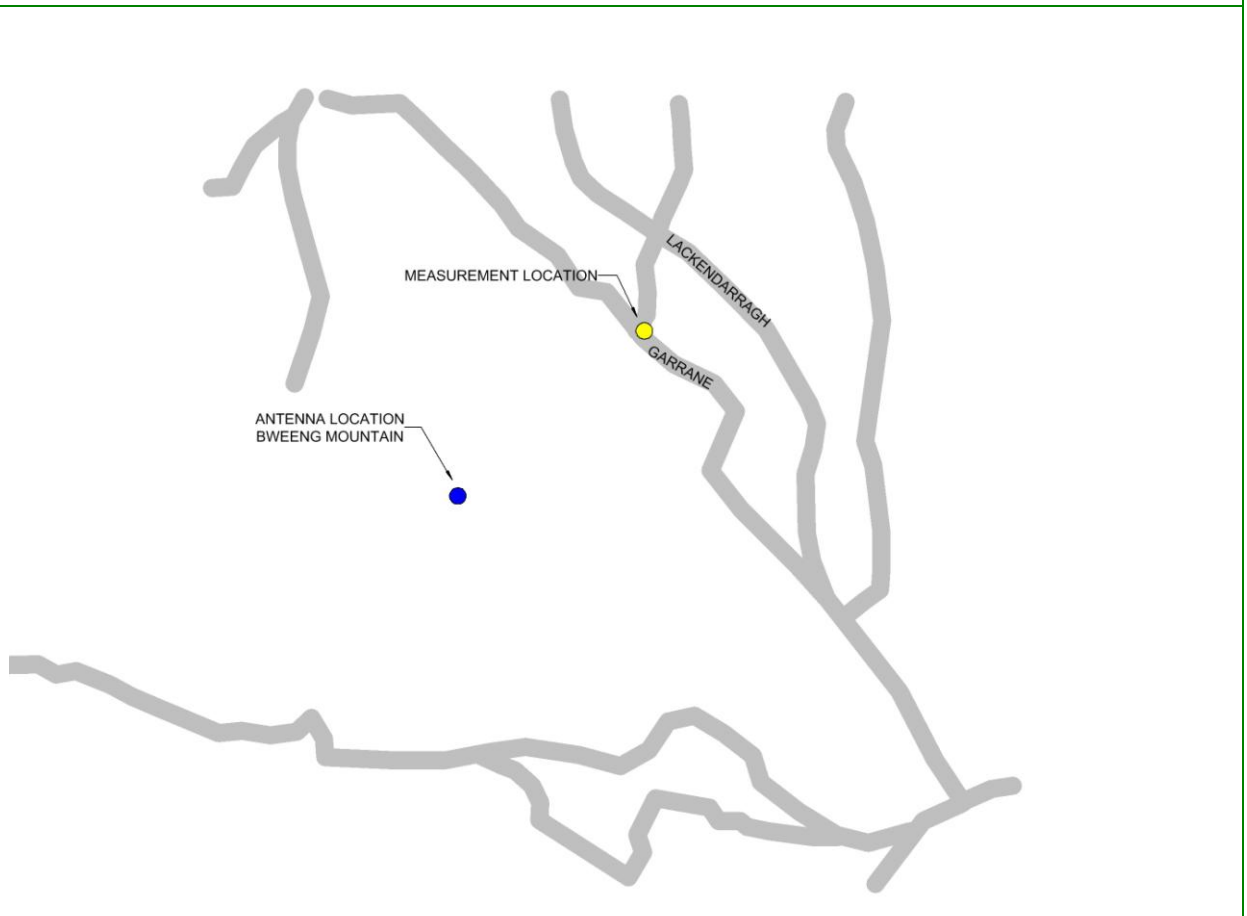 LACKENDARRAGH
MEASUREMENT LOCATION
GARRANE
ANTENNA LOCATION
BWEENG MOUNTAIN